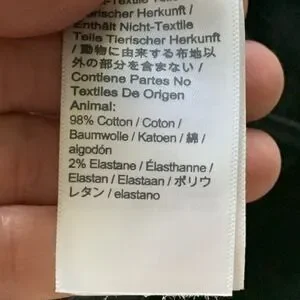 Tierischer Herkunft /
Enthält Nicht-Textile
Teile Tierischer Herkunft
/ 動物に由来する布地以
外の部分を含まない /
Contiene Partes No
Textiles De Origen
Animal:
98% Cotton / Coton /
Baumwolle / Katoen / 綿 /
algodón
2% Elastane / Élasthanne /
Elastan / Elastaan / ポリウ
レタン / elastano